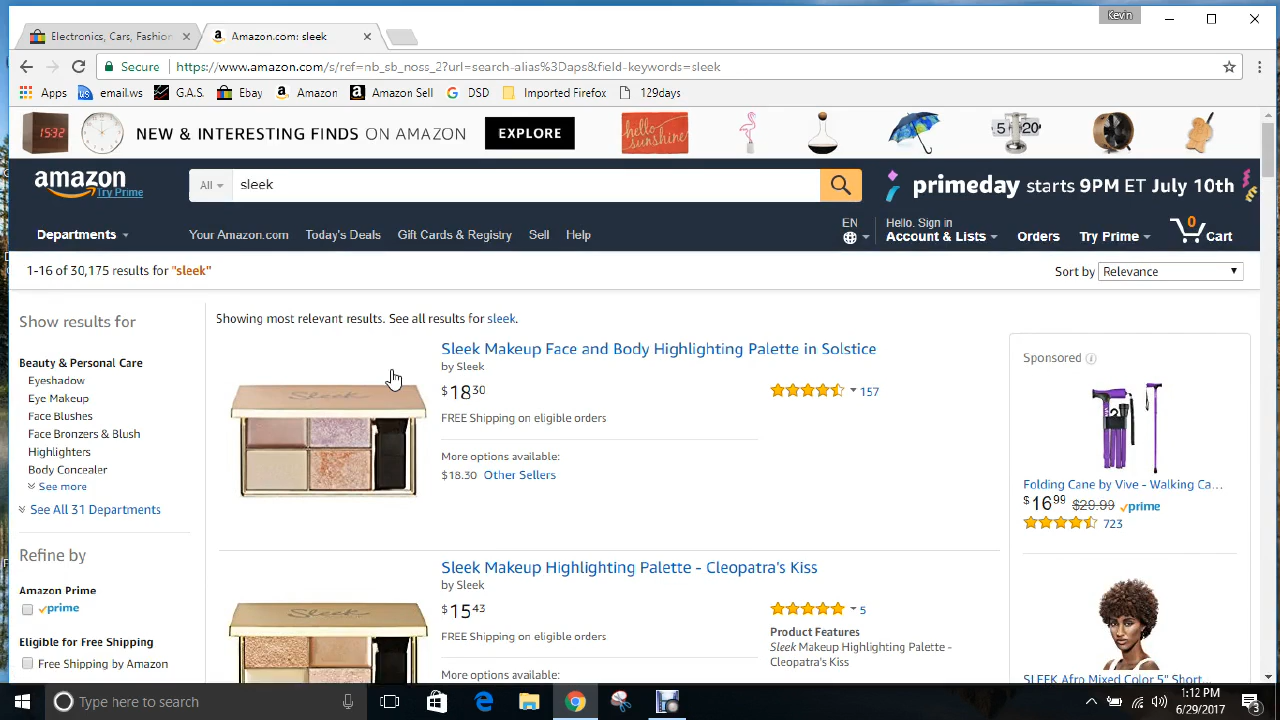 Kevin
Electronics, Cars, Fashion
Amazon.com: sleek
Secure https://www.amazon.com/s/ref=nb_sb_noss_2?url=search-alias%3Daps&field-keywords=sleek
Apps email.ws G.A.S. Ebay Amazon Amazon Sell DSD Imported Firefox 129days
1532
NEW & INTERESTING FINDS ON AMAZON EXPLORE
hello sunshine
5 20
amazon
Try Prime
All sleek
primeday starts 9PM ET July 10th
Departments Your Amazon.com Today's Deals Gift Cards & Registry Sell Help
EN
Hello. Sign in
Account & Lists Orders Try Prime 0 Cart
1-16 of 30,175 results for "sleek"
Sort by Relevance
Show results for
Beauty & Personal Care
Eyeshadow
Eye Makeup
Face Blushes
Face Bronzers & Blush
Highlighters
Body Concealer
See more
See All 31 Departments
Refine by
Amazon Prime
prime
Eligible for Free Shipping
Free Shipping by Amazon
Showing most relevant results. See all results for sleek.
Sleek
Sleek Makeup Face and Body Highlighting Palette in Solstice
by Sleek
$18 30
157
FREE Shipping on eligible orders
More options available:
$18.30 Other Sellers
Sleek
Sleek Makeup Highlighting Palette - Cleopatra's Kiss
by Sleek
$15 43
5
FREE Shipping on eligible orders
Product Features
Sleek Makeup Highlighting Palette -
Cleopatra's Kiss
More options available:
Sponsored
Folding Cane by Vive - Walking Ca...
$16 99 $29.99 prime
723
SLEEK Afro Mixed Color 5" Short...
Type here to search
1:12 PM
6/29/2017
3